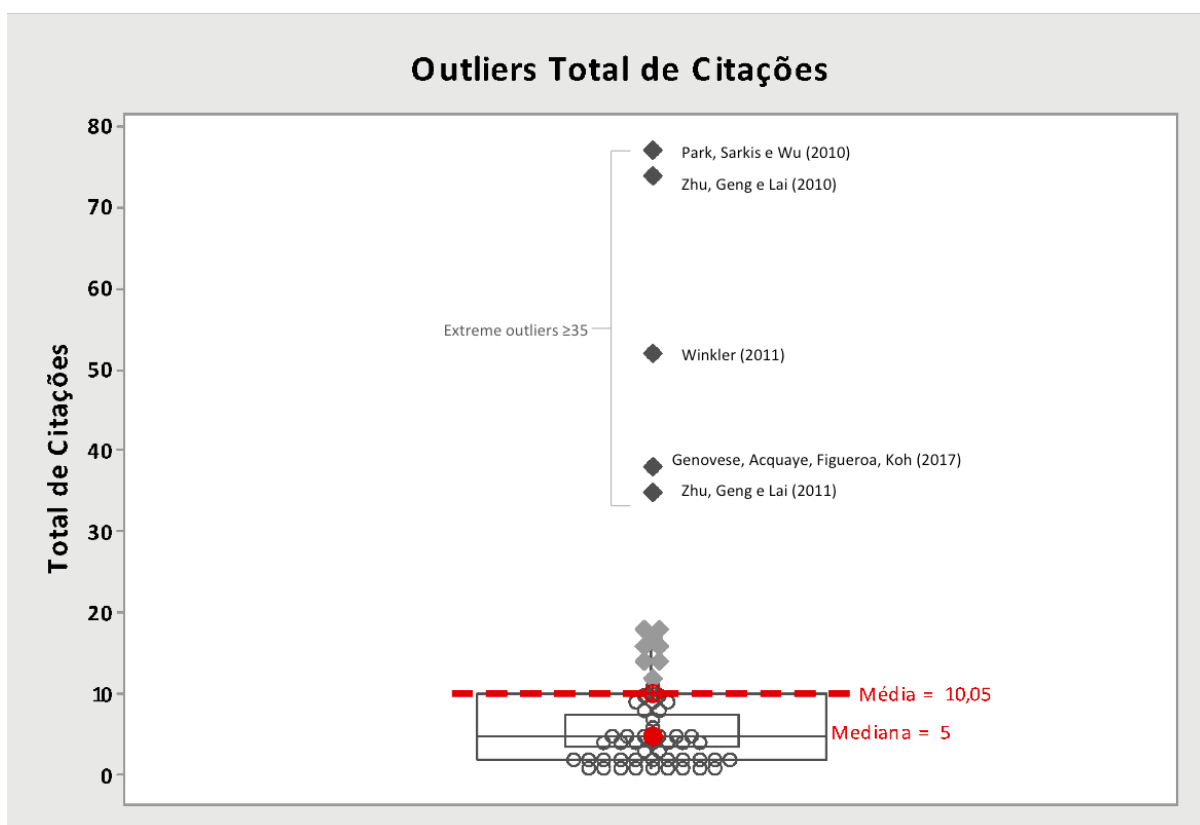 Outliers Total de Citações
Total de Citações
80
70
60
50
40
30
20
10
0
Park, Sarkis e Wu (2010)
Zhu, Geng e Lai (2010)
Extreme outliers ≥35
Winkler (2011)
Genovese, Acquaye, Figueroa, Koh (2017)
Zhu, Geng e Lai (2011)
Média = 10,05
Mediana = 5